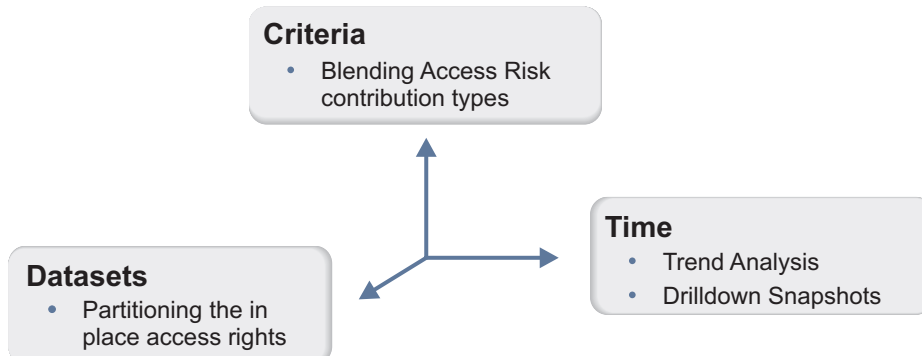 Criteria
• Blending Access Risk
contribution types
Time
• Trend Analysis
• Drilldown Snapshots
Datasets
• Partitioning the in
place access rights